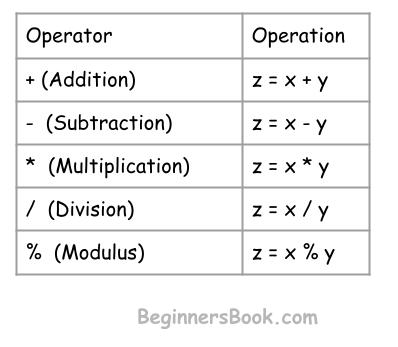 Operator Operation
+ (Addition) z = x + y
- (Subtraction) z = x - y
* (Multiplication) z = x * y
/ (Division) z = x / y
% (Modulus) z = x % y
BeginnersBook.com